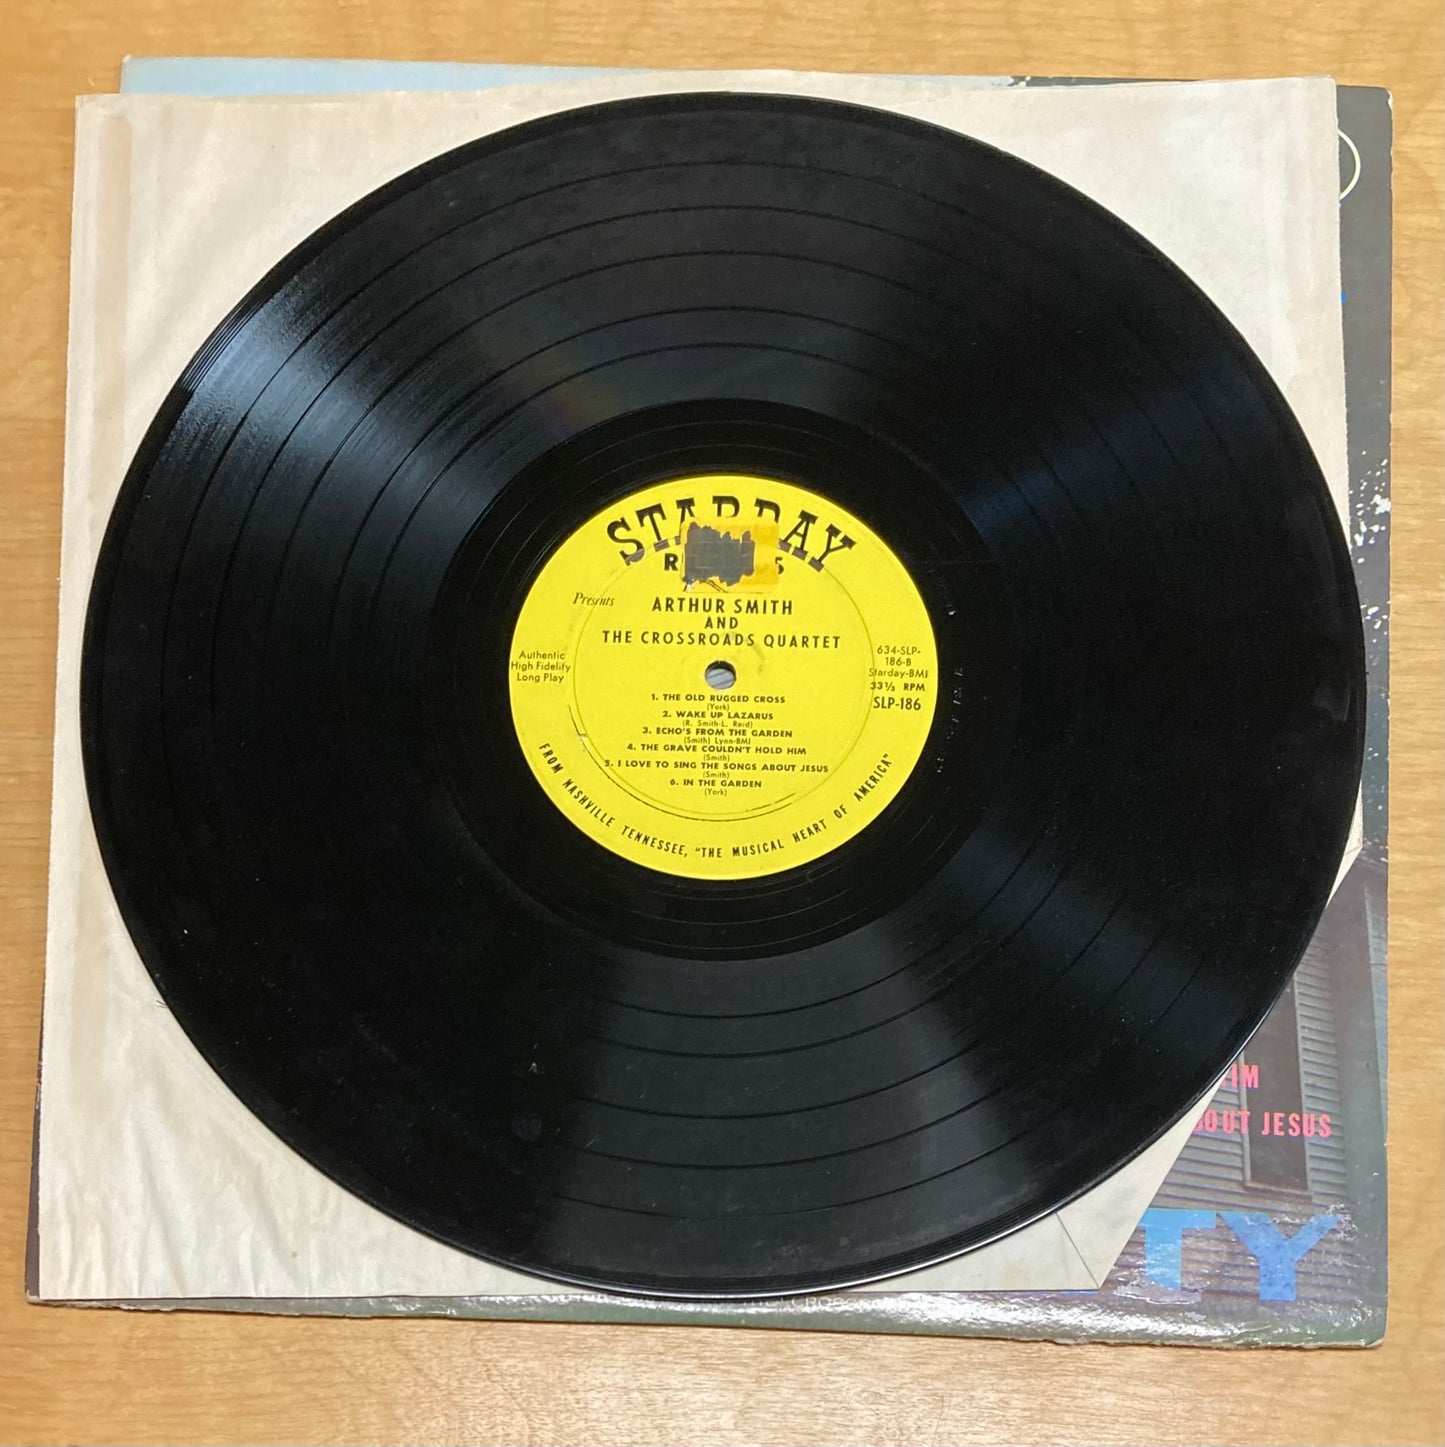 STARDAY
Presents
ARTHUR SMITH
AND
THE CROSSROADS QUARTET
Authentic
High Fidelity
Long Play
634-SLP-
186-B
Starday-BMI
33⅓ RPM
SLP-186
1. THE OLD RUGGED CROSS
(York)
2. WAKE UP LAZARUS
(R. Smith-L. Reid)
3. ECHO'S FROM THE GARDEN
(Smith) Lynn-BMI
4. THE GRAVE COULDN'T HOLD HIM
(Smith)
5. I LOVE TO SING THE SONGS ABOUT JESUS
(Smith)
6. IN THE GARDEN
(York)
FROM NASHVILLE TENNESSEE, "THE MUSICAL HEART OF AMERICA"
JESUS
TY